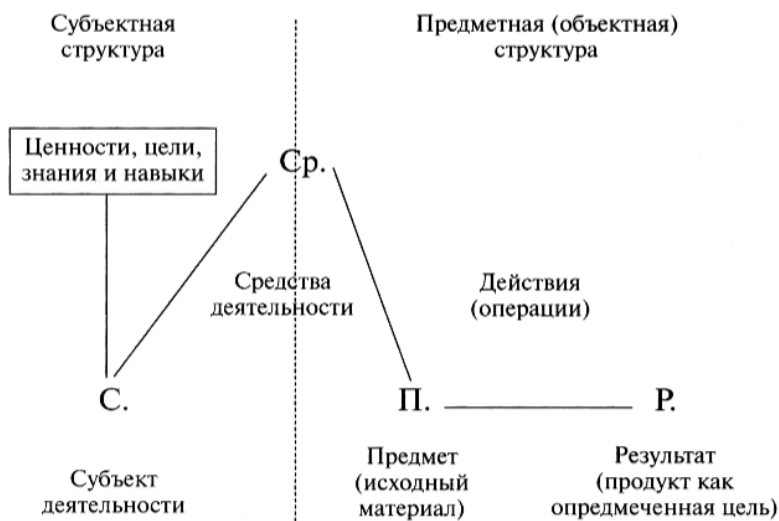 Субъектная
структура
Предметная (объектная)
структура
Ценности, цели,
знания и навыки
Ср.
Средства
деятельности
Действия
(операции)
С.
П.
Р.
Субъект
деятельности
Предмет
(исходный
материал)
Результат
(продукт как
опредмеченная цель)